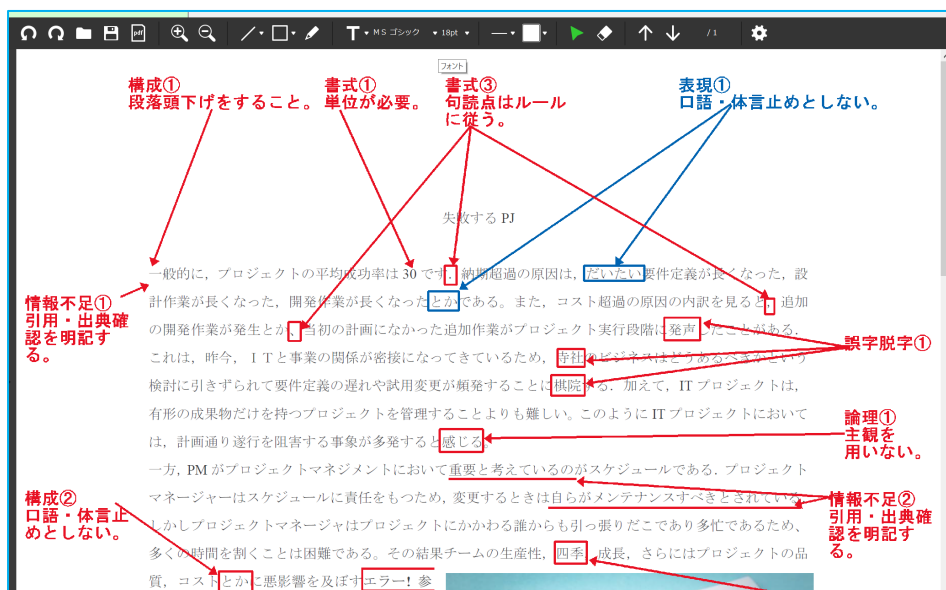 pdf
T
MS ゴシック
18pt
/ 1
フォント
構成①
段落頭下げをすること。
書式①
単位が必要。
書式③
句読点はルール
に従う。
表現①
口語・体言止めとしない。
失敗する PJ
一般的に，プロジェクトの平均成功率は 30 です．納期超過の原因は，だいたい要件定義が長くなった，設
計作業が長くなった，開発作業が長くなったとかである。また，コスト超過の原因の内訳を見ると，追加
の開発作業が発生とか、当初の計画になかった追加作業がプロジェクト実行段階に発声したことがある．
これは，昨今，ＩＴと事業の関係が密接になってきているため，寺社のビジネスはどうあるべきかという
検討に引きずられて要件定義の遅れや試用変更が頻発することに棋院する．加えて，IT プロジェクトは，
有形の成果物だけを持つプロジェクトを管理することよりも難しい。このように IT プロジェクトにおいて
は，計画通り遂行を阻害する事象が多発すると感じる。
一方，PM がプロジェクトマネジメントにおいて重要と考えているのがスケジュールである．プロジェクト
マネージャーはスケジュールに責任をもつため，変更するときは自らがメンテナンスすべきとされている．
しかしプロジェクトマネージャはプロジェクトにかかわる誰からも引っ張りだこであり多忙であるため，
多くの時間を割くことは困難である。その結果チームの生産性，四季，成長，さらにはプロジェクトの品
質，コストとかに悪影響を及ぼすエラー! 参
情報不足①
引用・出典確
認を明記す
る。
誤字脱字①
論理①
主観を
用いない。
構成②
口語・体言止
めとしない。
情報不足②
引用・出典確
認を明記す
る。